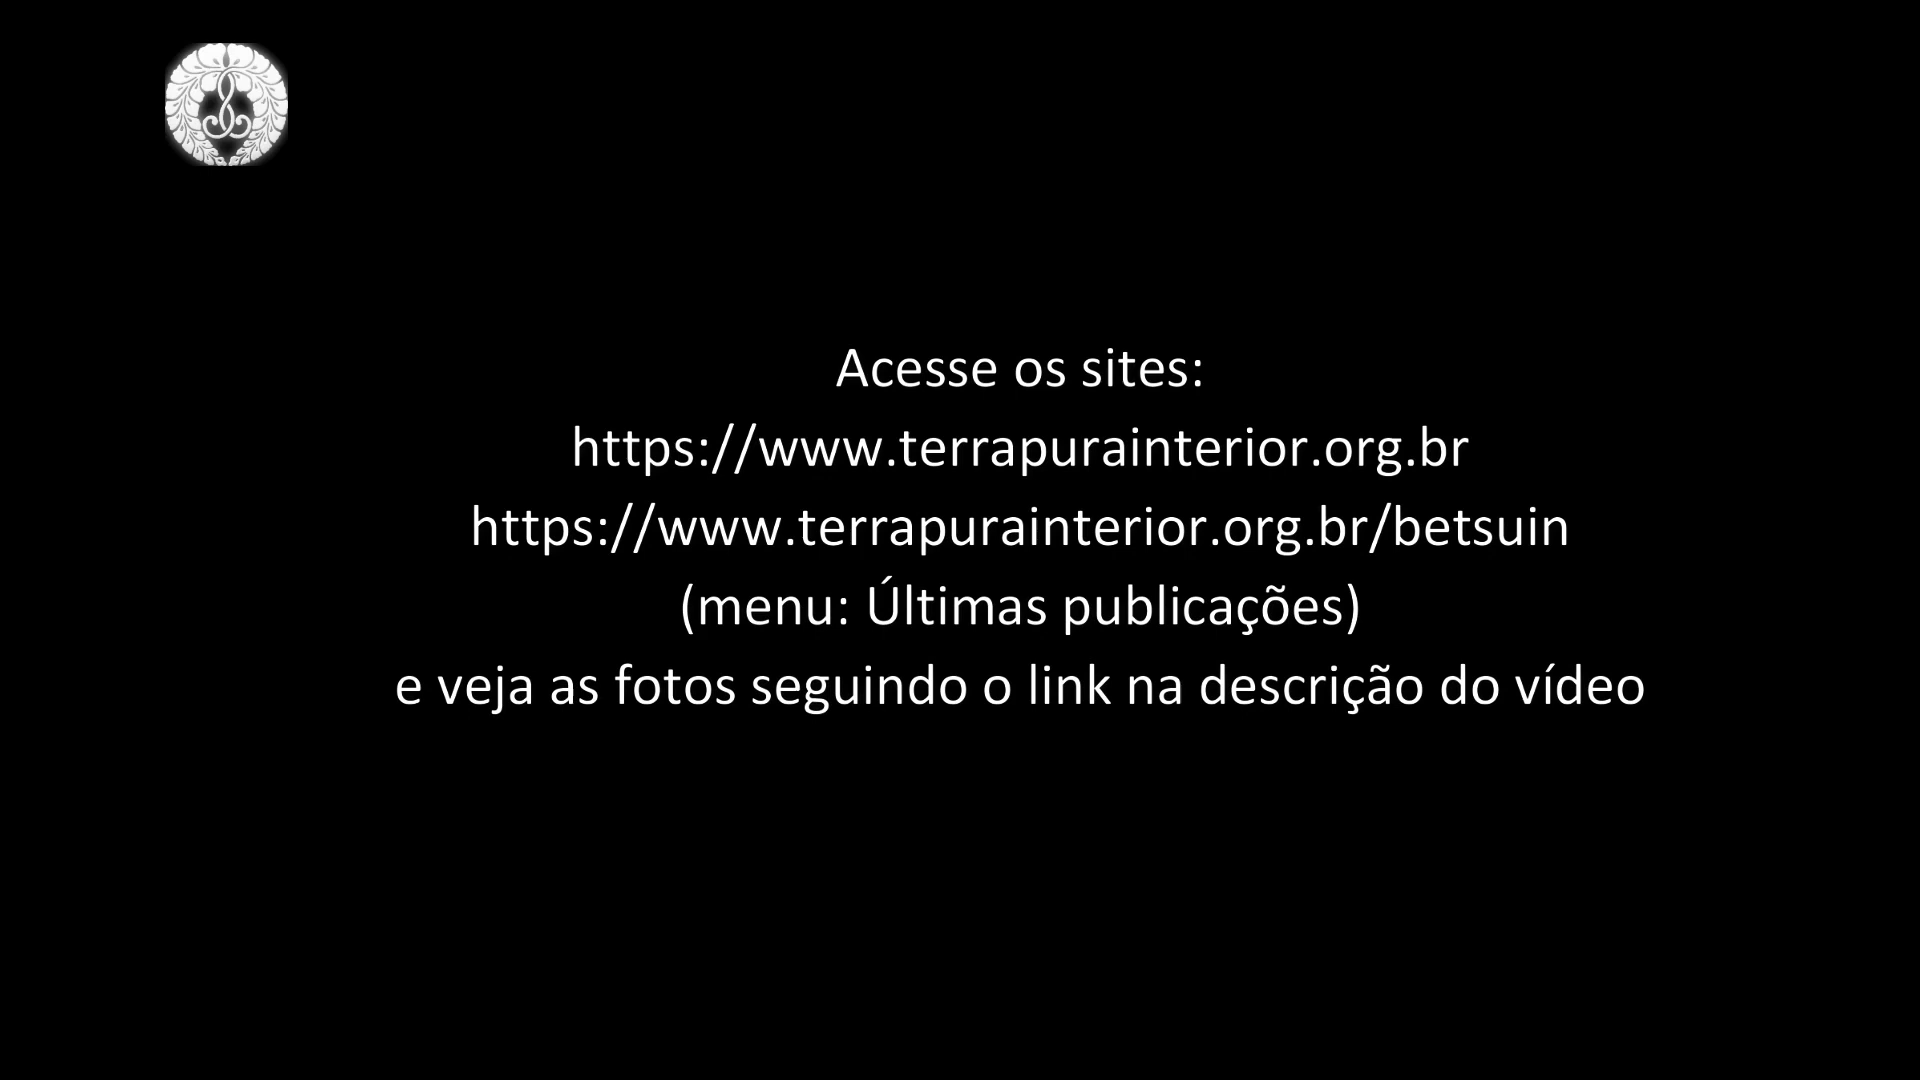 Acesse os sites:
https://www.terrapurainterior.org.br
https://www.terrapurainterior.org.br/betsuin
(menu: Últimas publicações)
e veja as fotos seguindo o link na descrição do vídeo